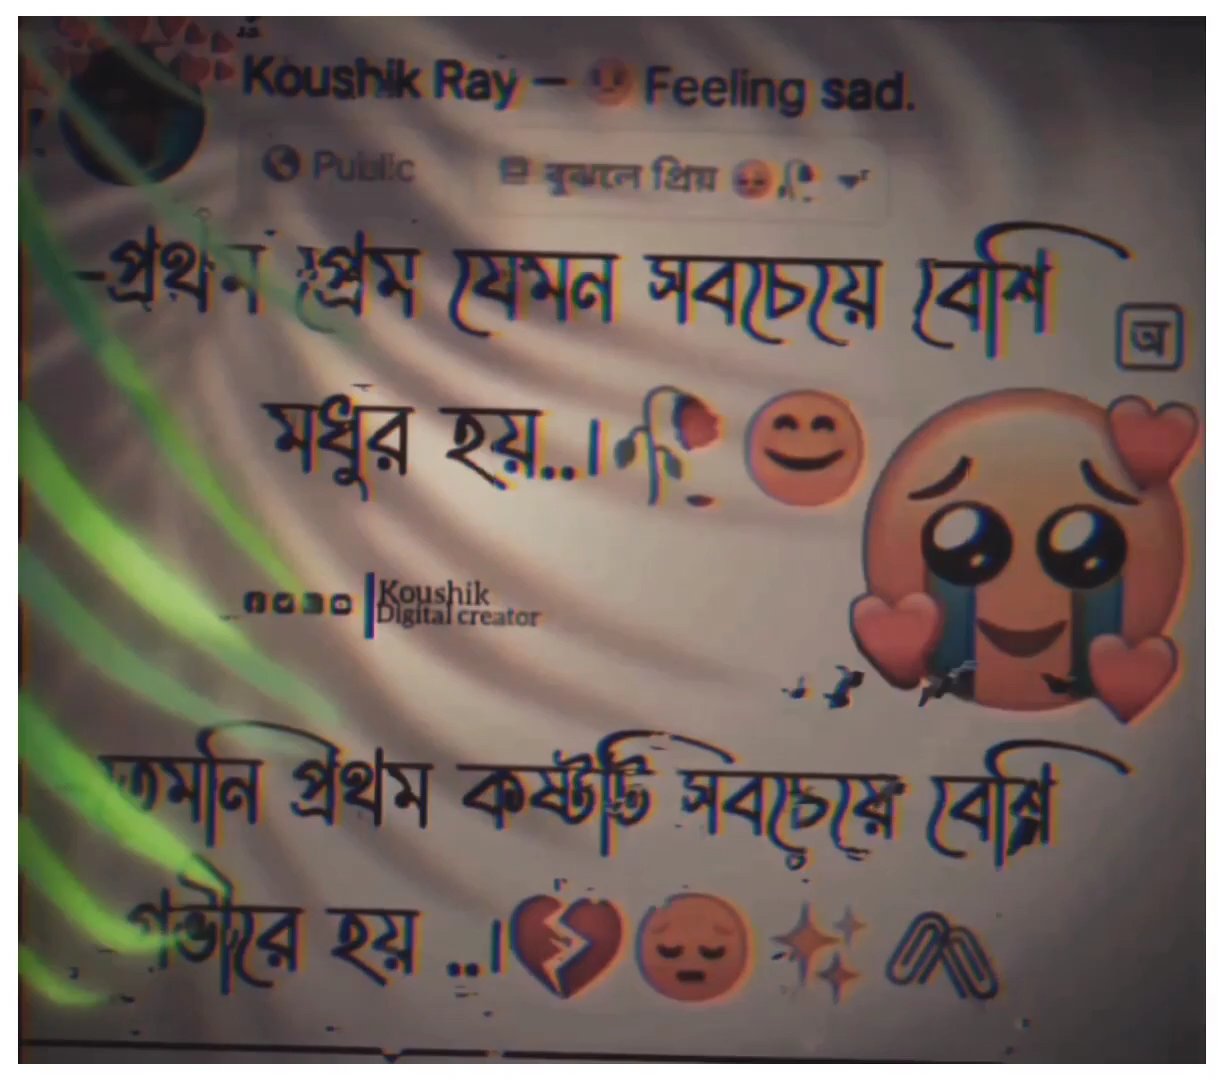 Koushik Ray – 😥 Feeling sad.
Public বুঝলে প্রিয় 😊🥀
-প্রথম প্রেম যেমন সবচেয়ে বেশি
অ
মধুর হয়..।🥀😊
Koushik
Digital creator
তেমনি প্রথম কষ্টটি সবচেয়ে বেশি
গভীরে হয় ..।💔😔✨🖇